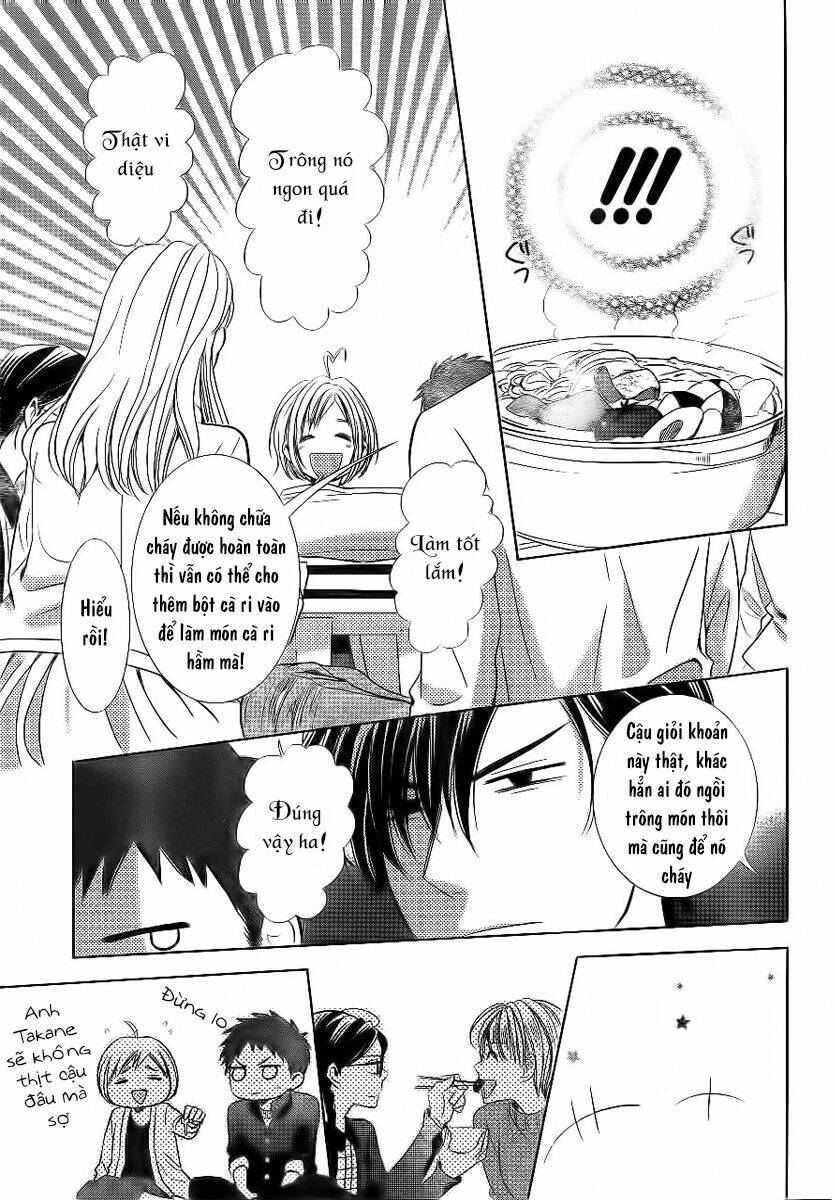 !!!
Trông nó
ngon quá
đi!
Thật vi
diệu
Làm tốt
lắm!
Nếu không chữa
cháy được hoàn toàn
thì vẫn có thể cho
thêm bột cà ri vào
để làm món cà ri
hầm mà!
Hiểu
rồi!
Cậu giỏi khoản
này thật, khác
hẳn ai đó ngồi
trông món thôi
mà cũng để nó
cháy
Đúng
vậy ha!
Đừng lo
Anh
Takane
sẽ không
thịt cậu
đâu mà
sợ